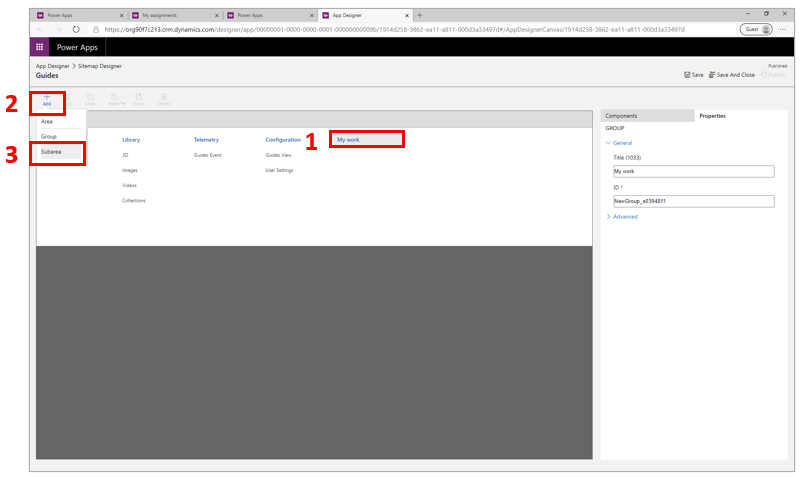 Power Apps
My assignments
Power Apps
App Designer
https://org90f7c213.crm.dynamics.com/designer/app/00000001-0000-0000-0001-00000000009b/1914d258-3862-ea11-a811-000d3a33497d#/AppDesignerCanvas/1914d258-3862-ea11-a811-000d3a33497d
Guest
Power Apps
App Designer > Sitemap Designer
Published
Guides
Save
Save And Close
Publish
2
Add
Copy
Paste
Delete
Area
Group
3
Subarea
Library
3D
Images
Videos
Collections
Telemetry
Guides Event
Configuration
Guides View
User Settings
1
My work
Components
Properties
GROUP
General
Title (1033)
My work
ID *
NewGroup_e8394811
Advanced